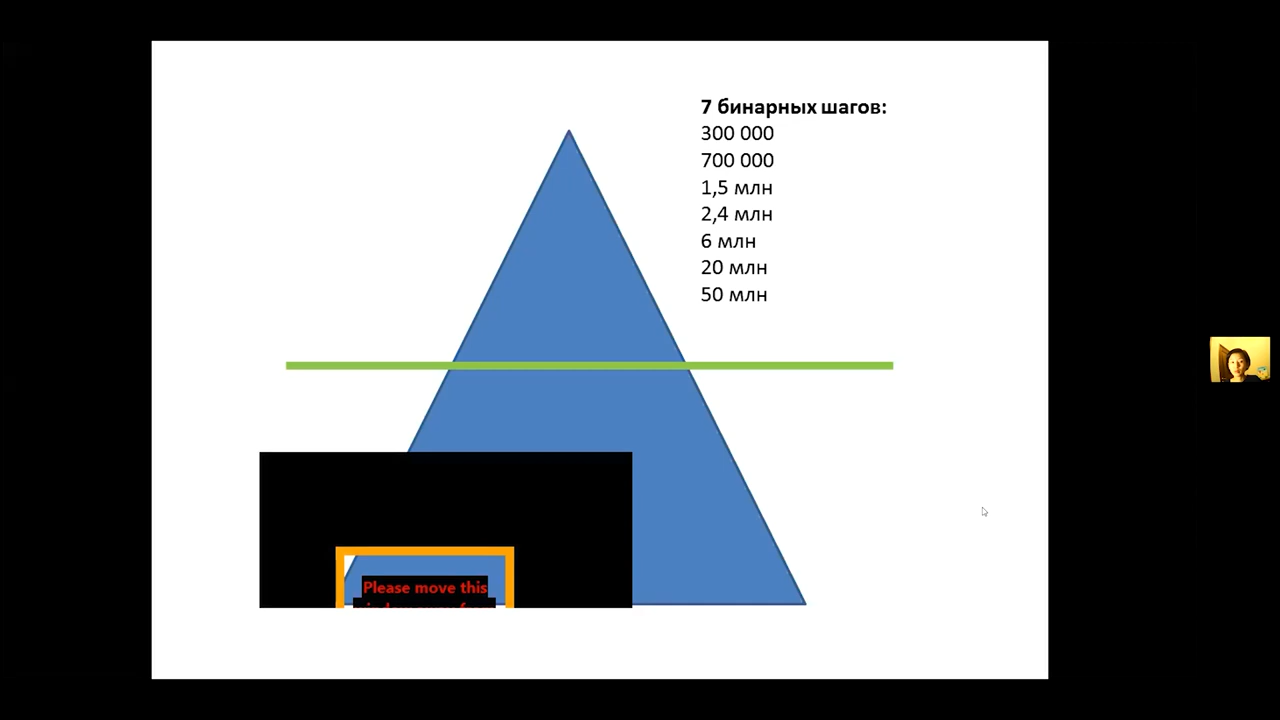 7 бинарных шагов:
300 000
700 000
1,5 млн
2,4 млн
6 млн
20 млн
50 млн
Please move this